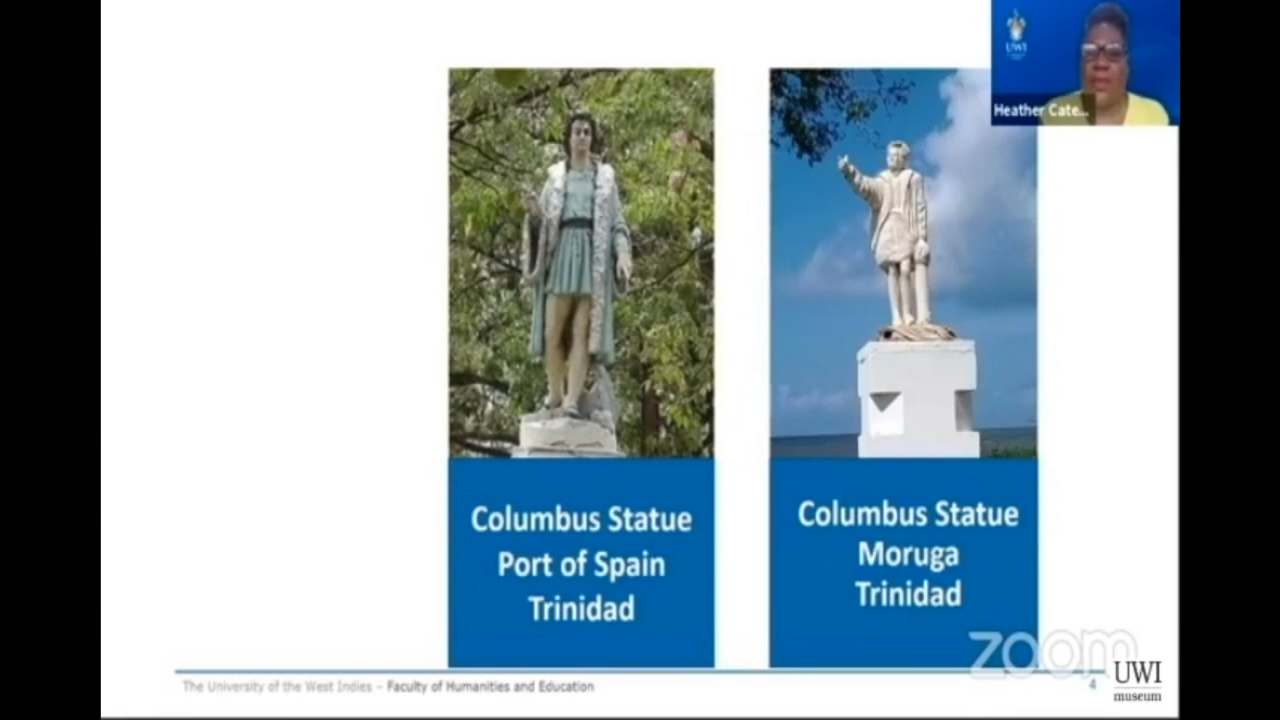 UWI
Heather Cate...
Columbus Statue
Port of Spain
Trinidad
Columbus Statue
Moruga
Trinidad
zoom
The University of the West Indies – Faculty of Humanities and Education
4
UWI
museum